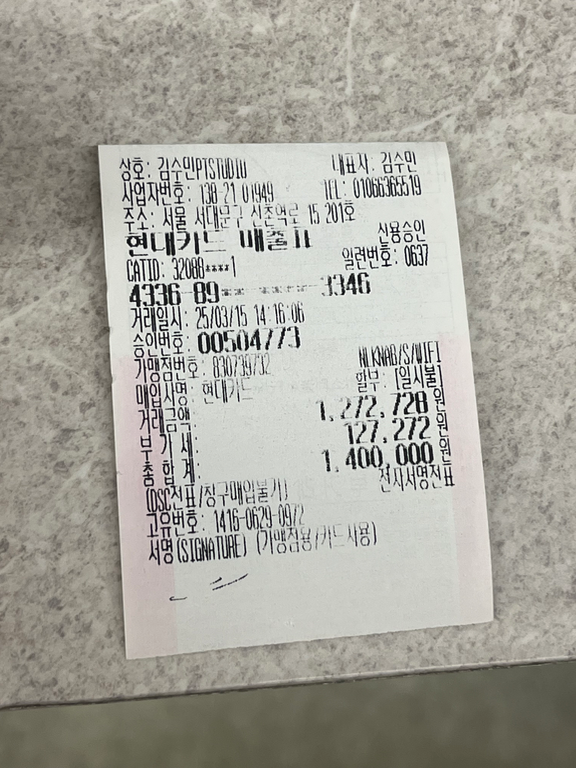 상호: 김수민PTSTUDIO 대표자: 김수민
사업자번호: 138-21-01949 TEL: 01066366519
주소: 서울 서대문구 신촌역로 15 201호
현대카드 매출표 신용승인
CATID: 32088****1 일련번호: 0637
4336-89**-****-3346
거래일시: 25/03/15 14:16:06
승인번호: 00504773
가맹점번호: 830739732 NLKNAB/S/WIFI
매입사명: 현대카드 할부: [일시불]
거래금액: 1,272,728원
부 가 세: 127,272원
총 합 계: 1,400,000원
(DSC전표/청구매입불가) 전자서명전표
고유번호: 1416-0629-0972
서명(SIGNATURE) (가맹점용/카드사용)